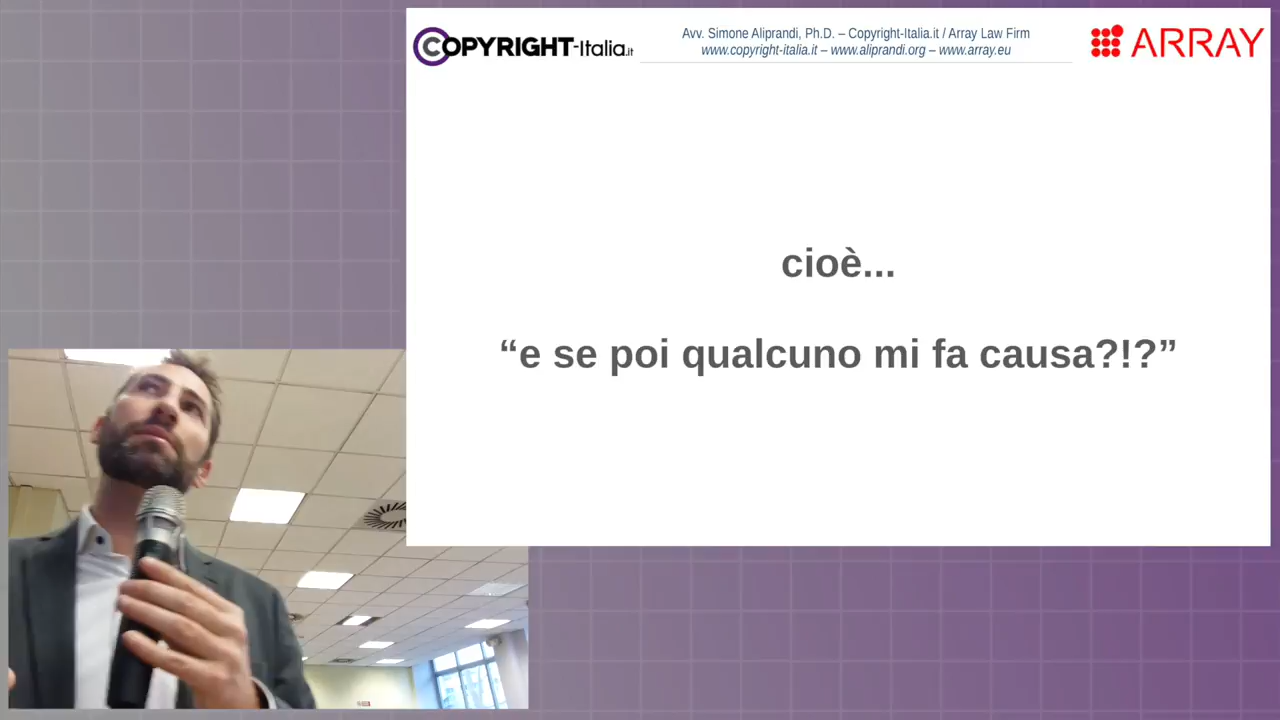 COPYRIGHT-Italia.it
Avv. Simone Aliprandi, Ph.D. – Copyright-Italia.it / Array Law Firm
www.copyright-italia.it – www.aliprandi.org – www.array.eu
ARRAY
cioè...
“e se poi qualcuno mi fa causa?!?”